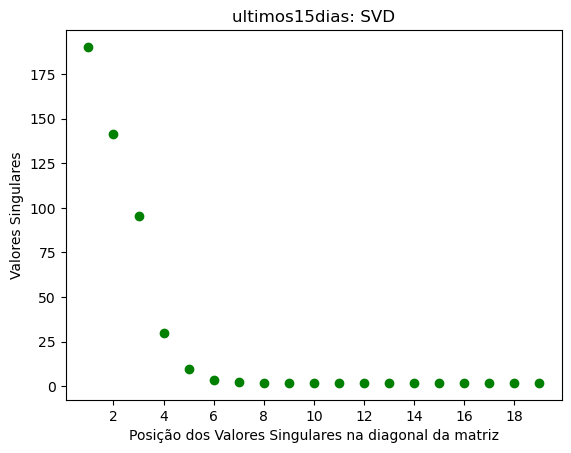 ultimos15dias: SVD
175
150
125
100
75
50
25
0
Valores Singulares
2 4 6 8 10 12 14 16 18
Posição dos Valores Singulares na diagonal da matriz